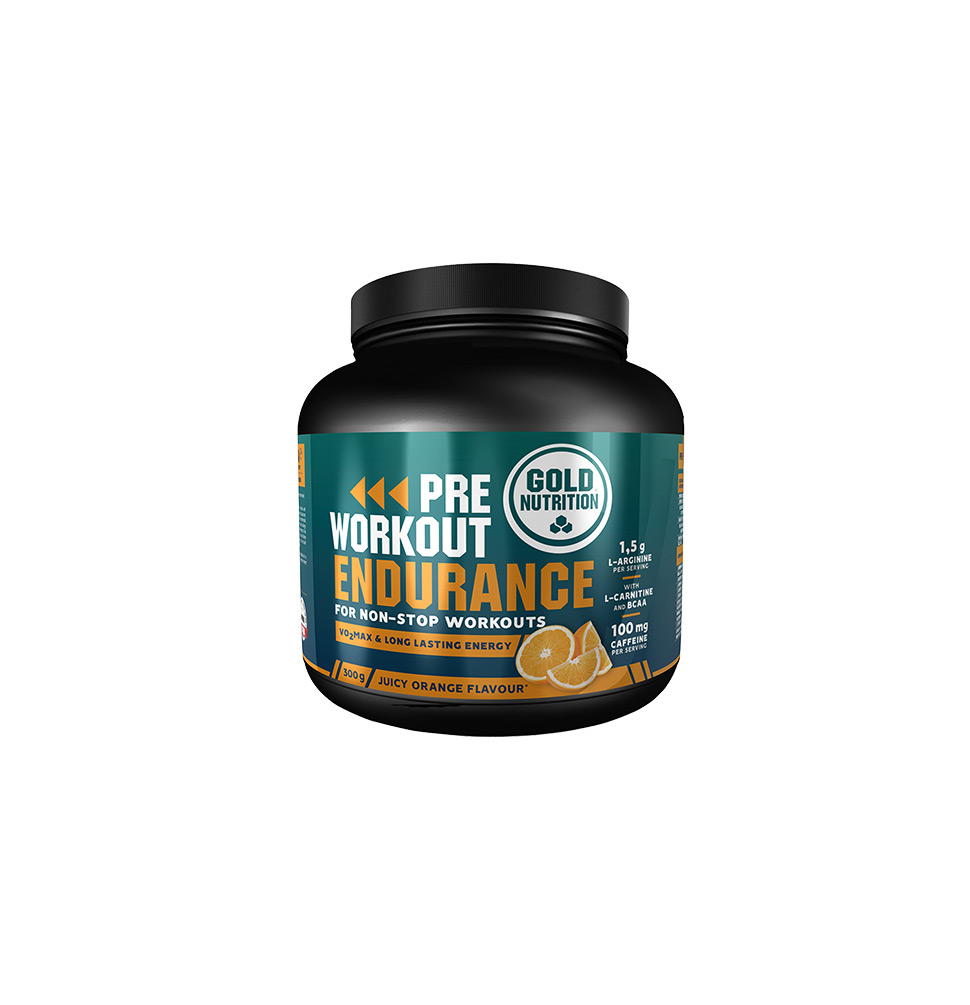 GOLD
NUTRITION
PRE
WORKOUT
ENDURANCE
FOR NON-STOP WORKOUTS
VO₂MAX & LONG LASTING ENERGY
300g
JUICY ORANGE FLAVOUR*
1,5 g
L-ARGININE
PER SERVING
WITH
L-CARNITINE
AND BCAA
100 mg
CAFFEINE
PER SERVING